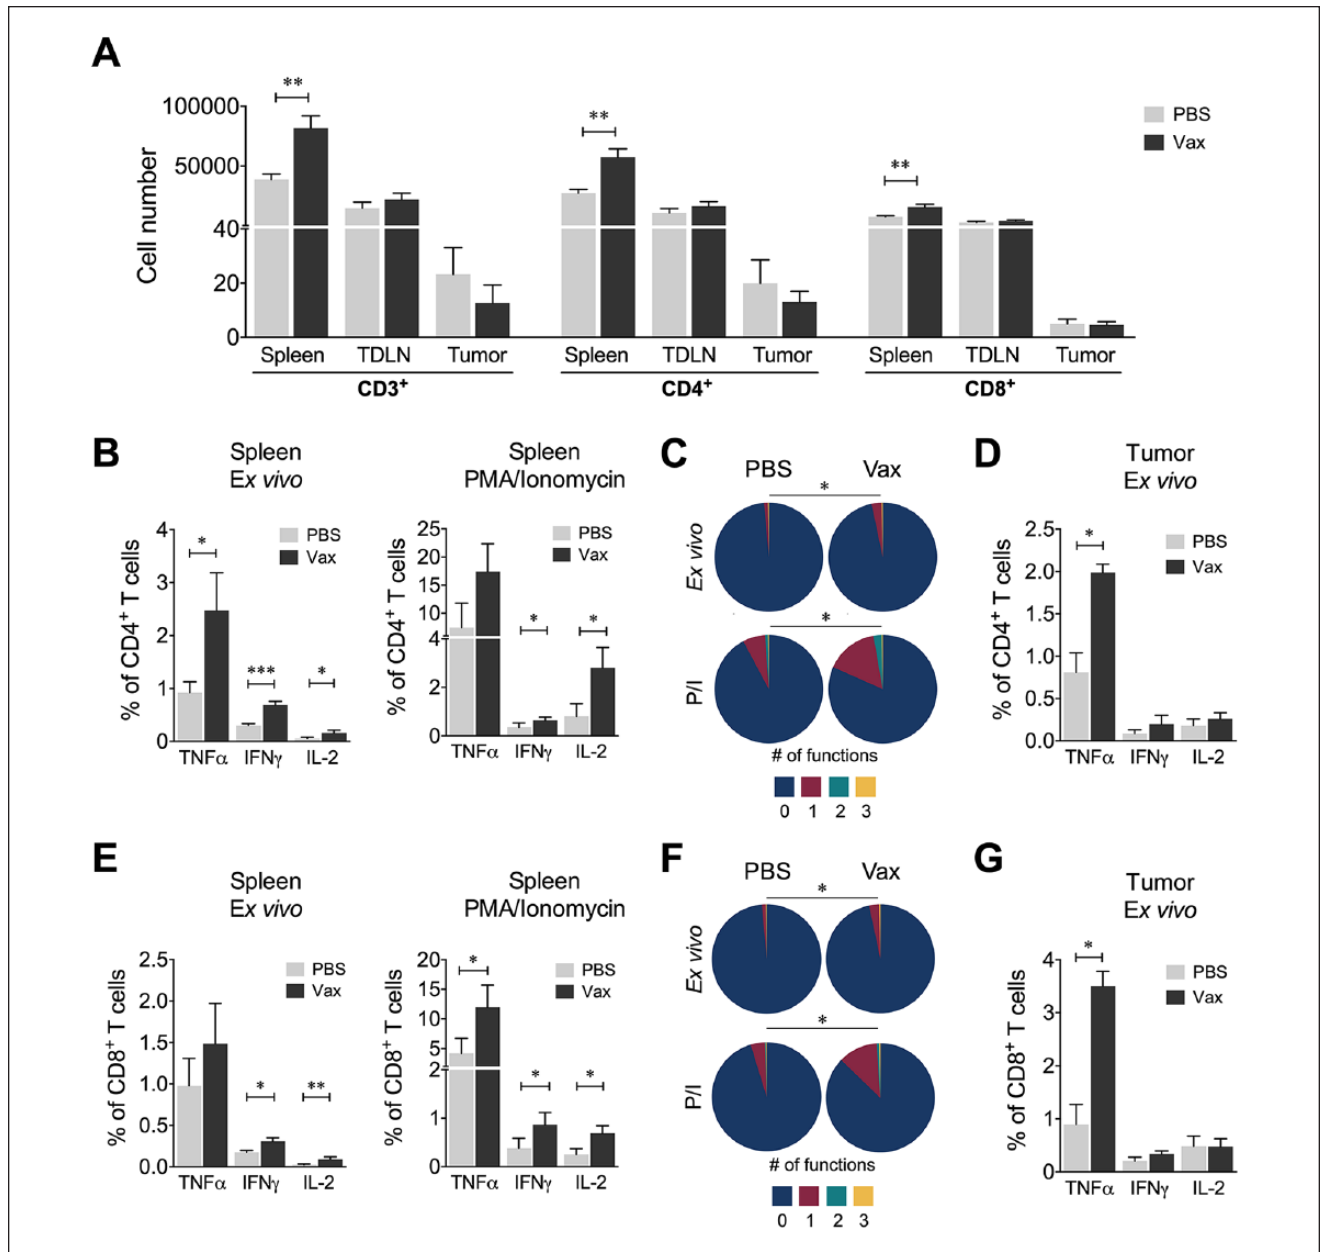 A
**
**
**
PBS
Vax
Cell number
100000
50000
40
20
0
Spleen TDLN Tumor Spleen TDLN Tumor Spleen TDLN Tumor
CD3⁺ CD4⁺ CD8⁺
B
Spleen
Ex vivo
% of CD4⁺ T cells
4
3
2
1
0
PBS
Vax
*
***
*
TNFα IFNγ IL-2
Spleen
PMA/Ionomycin
% of CD4⁺ T cells
25
20
15
10
4
2
0
PBS
Vax
*
*
TNFα IFNγ IL-2
C
PBS Vax
*
Ex vivo
*
P/I
# of functions
0 1 2 3
D
Tumor
Ex vivo
% of CD4⁺ T cells
2.5
2.0
1.5
1.0
0.5
0.0
PBS
Vax
*
TNFα IFNγ IL-2
E
Spleen
Ex vivo
% of CD8⁺ T cells
2.5
2.0
1.5
1.0
0.5
0.0
PBS
Vax
*
**
TNFα IFNγ IL-2
Spleen
PMA/Ionomycin
% of CD8⁺ T cells
20
15
10
5
2
1
0
PBS
Vax
*
*
*
TNFα IFNγ IL-2
F
PBS Vax
*
Ex vivo
*
P/I
# of functions
0 1 2 3
G
Tumor
Ex vivo
% of CD8⁺ T cells
4
3
2
1
0
PBS
Vax
*
TNFα IFNγ IL-2